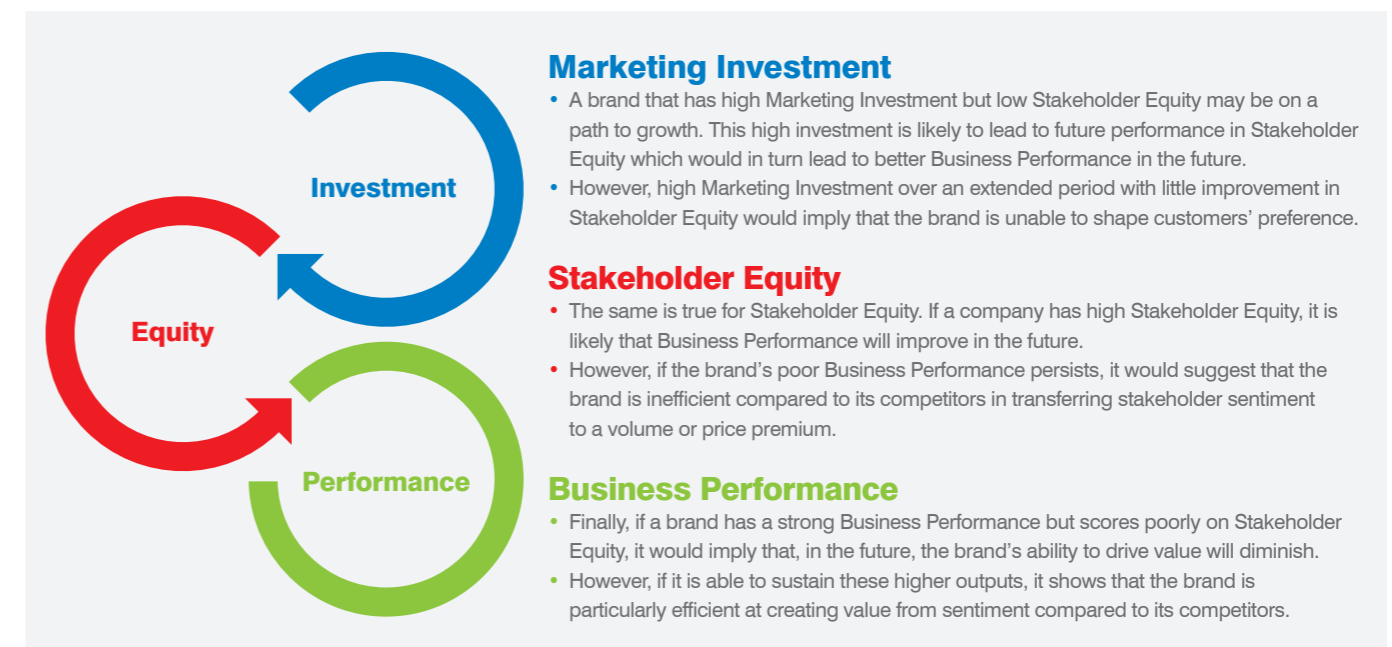 Investment
Equity
Performance
Marketing Investment
• A brand that has high Marketing Investment but low Stakeholder Equity may be on a
path to growth. This high investment is likely to lead to future performance in Stakeholder
Equity which would in turn lead to better Business Performance in the future.
• However, high Marketing Investment over an extended period with little improvement in
Stakeholder Equity would imply that the brand is unable to shape customers’ preference.
Stakeholder Equity
• The same is true for Stakeholder Equity. If a company has high Stakeholder Equity, it is
likely that Business Performance will improve in the future.
• However, if the brand’s poor Business Performance persists, it would suggest that the
brand is inefficient compared to its competitors in transferring stakeholder sentiment
to a volume or price premium.
Business Performance
• Finally, if a brand has a strong Business Performance but scores poorly on Stakeholder
Equity, it would imply that, in the future, the brand’s ability to drive value will diminish.
• However, if it is able to sustain these higher outputs, it shows that the brand is
particularly efficient at creating value from sentiment compared to its competitors.